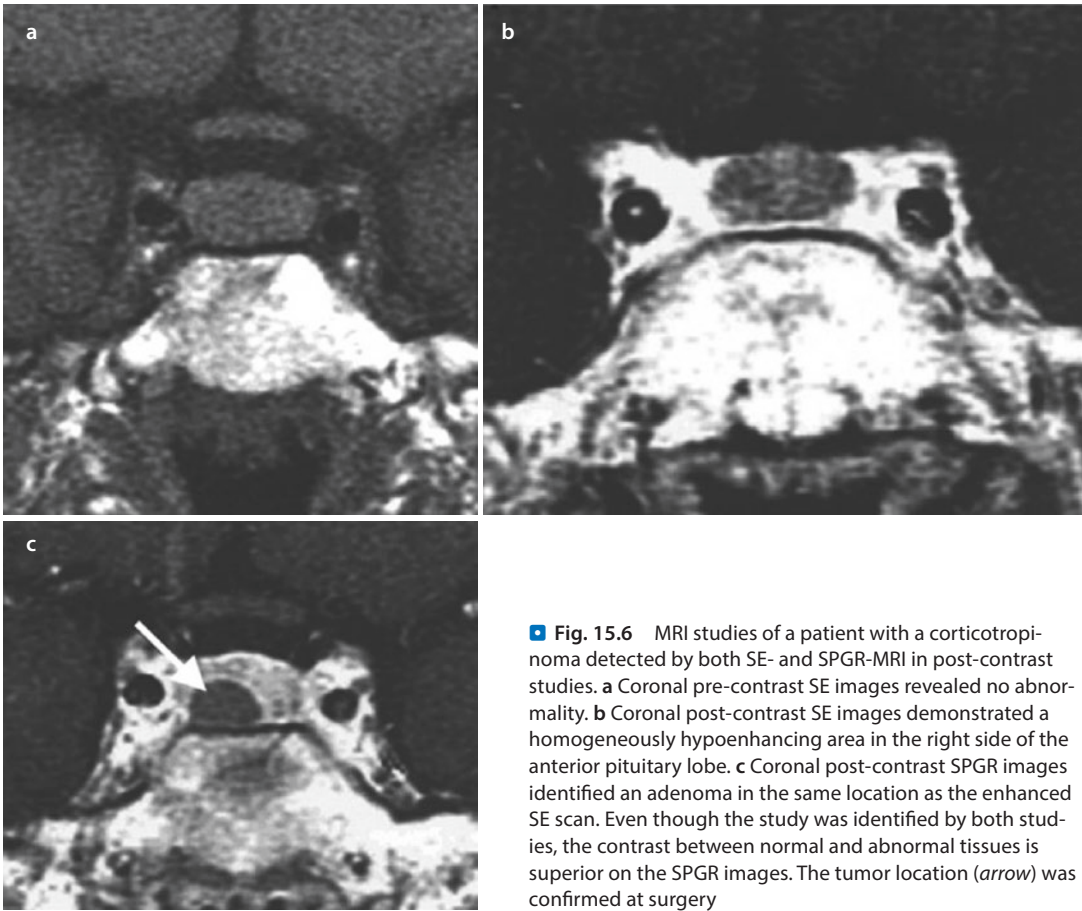 a
b
c
Fig. 15.6 MRI studies of a patient with a corticotropi-
noma detected by both SE- and SPGR-MRI in post-contrast
studies. a Coronal pre-contrast SE images revealed no abnor-
mality. b Coronal post-contrast SE images demonstrated a
homogeneously hypoenhancing area in the right side of the
anterior pituitary lobe. c Coronal post-contrast SPGR images
identified an adenoma in the same location as the enhanced
SE scan. Even though the study was identified by both stud-
ies, the contrast between normal and abnormal tissues is
superior on the SPGR images. The tumor location (arrow) was
confirmed at surgery